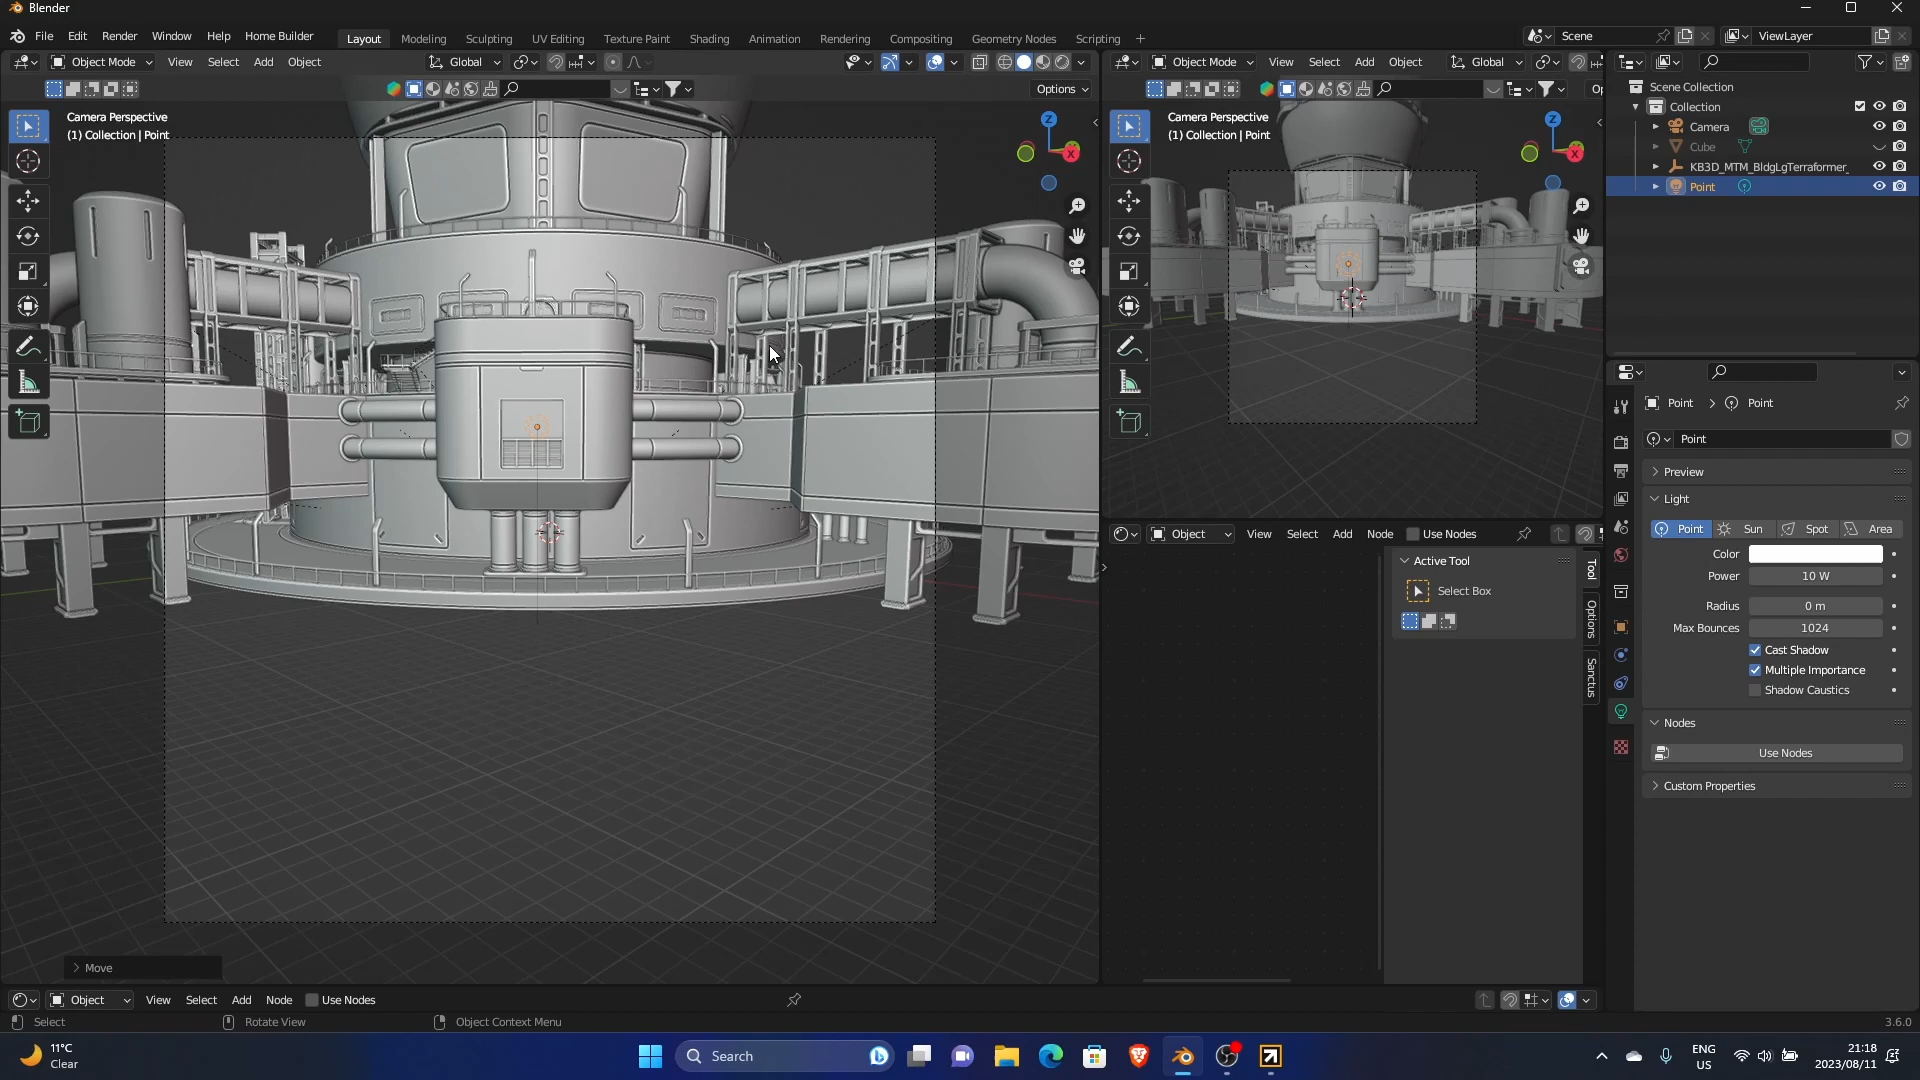 Blender
File Edit Render Window Help Home Builder
Layout Modeling Sculpting UV Editing Texture Paint Shading Animation Rendering Compositing Geometry Nodes Scripting +
Scene
ViewLayer
Object Mode View Select Add Object
Global
Options
Camera Perspective
(1) Collection | Point
Z
X
Move
Object Mode View Select Add Object
Global
Op
Camera Perspective
(1) Collection | Point
Z
X
Scene Collection
Collection
Camera
Cube
KB3D_MTM_BldgLgTerraformer_
Point
Point > Point
Point
Preview
Light
Point Sun Spot Area
Color
Power 10 W
Radius 0 m
Max Bounces 1024
Cast Shadow
Multiple Importance
Shadow Caustics
Nodes
Use Nodes
Custom Properties
Object View Select Add Node Use Nodes
Active Tool
Select Box
Tool
Options
Sanctus
Object View Select Add Node Use Nodes
Select
Rotate View
Object Context Menu
3.6.0
11°C
Clear
Search
ENG
US
21:18
2023/08/11